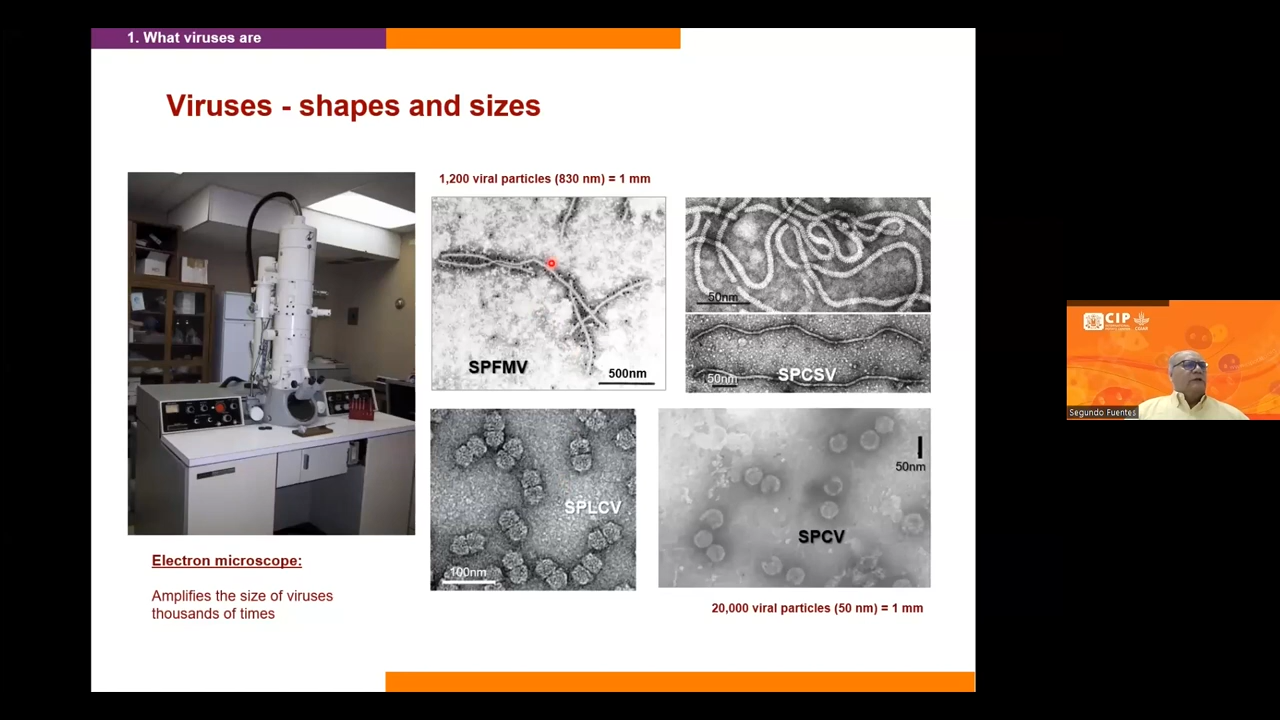 1. What viruses are
Viruses - shapes and sizes
1,200 viral particles (830 nm) = 1 mm
SPFMV
500nm
50nm
50nm
SPCSV
SPLCV
100nm
50nm
SPCV
Electron microscope:
Amplifies the size of viruses
thousands of times
20,000 viral particles (50 nm) = 1 mm
CIP
Segundo Fuentes